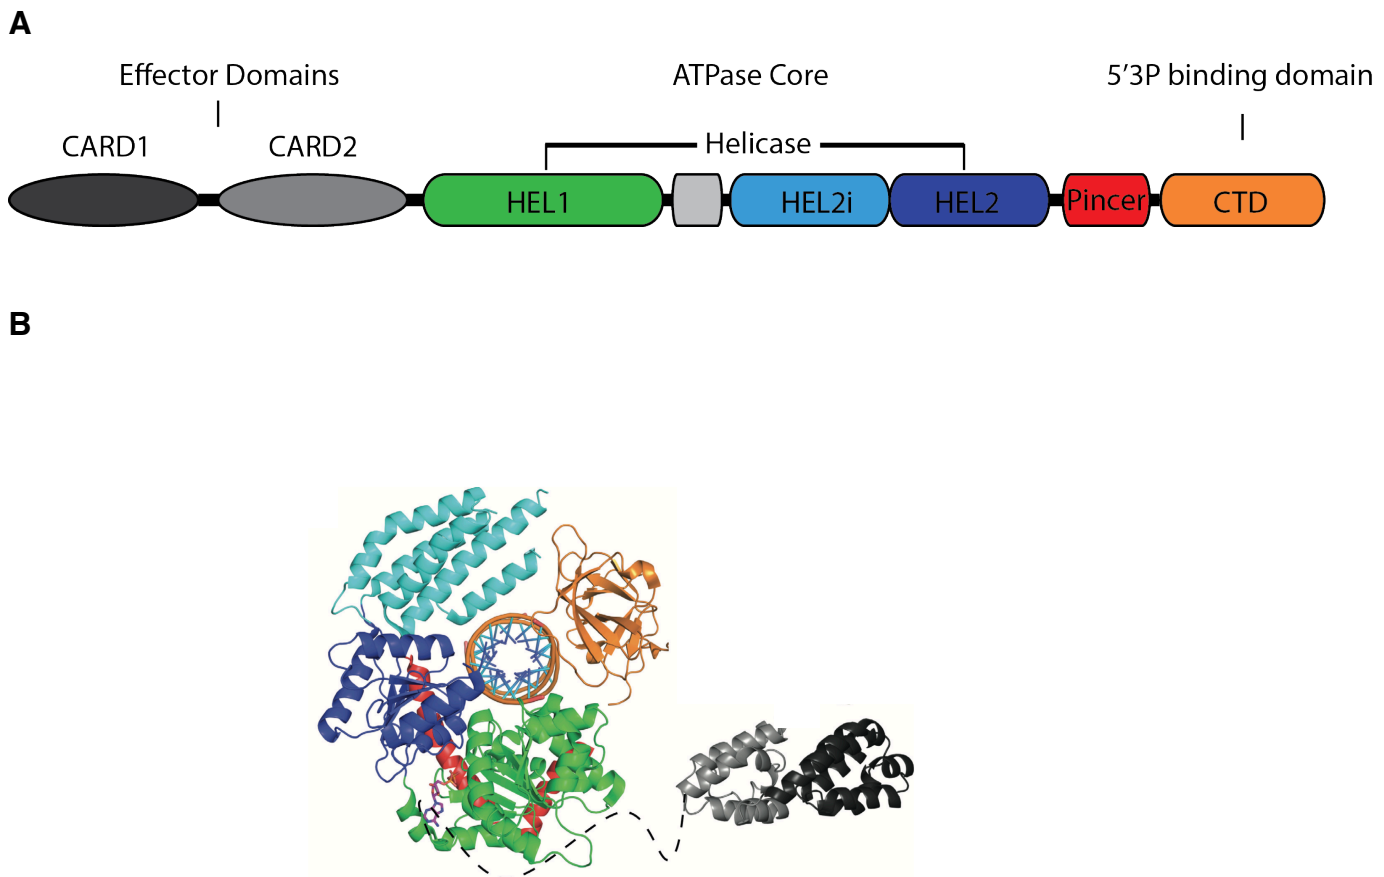 A
Effector Domains
ATPase Core
5’3P binding domain
CARD1
CARD2
Helicase
HEL1
HEL2i
HEL2
Pincer
CTD
B